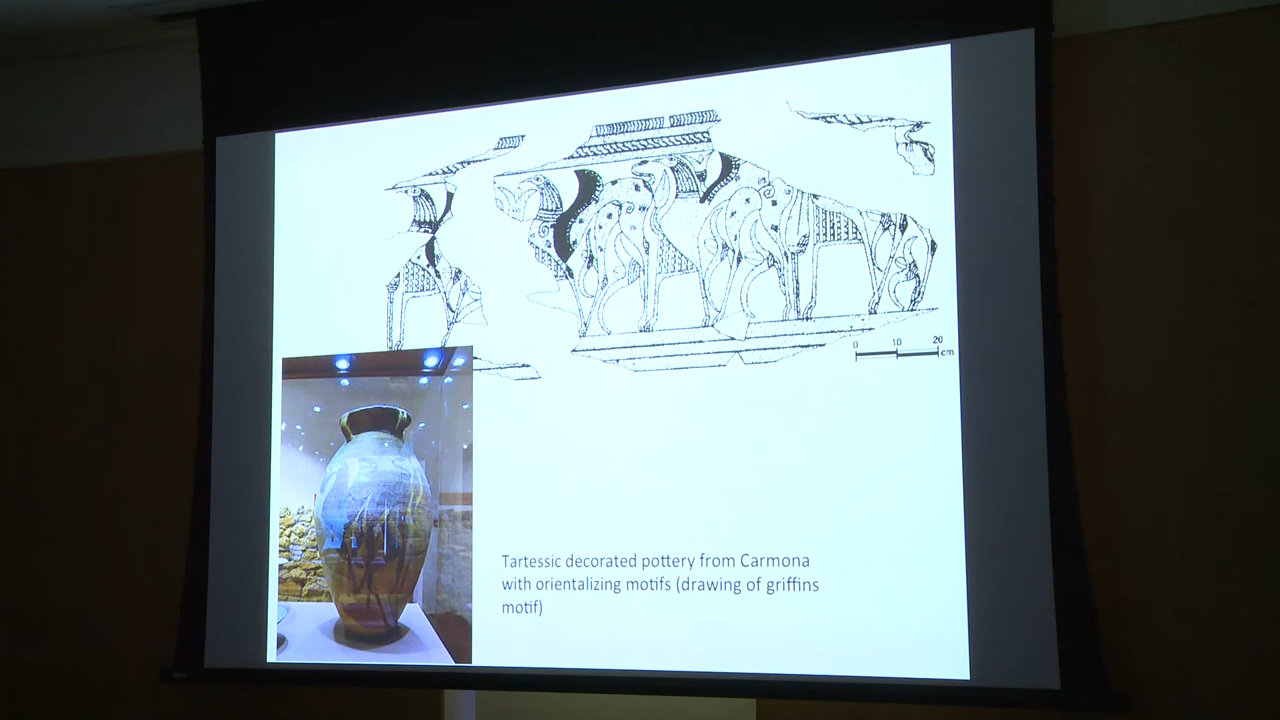 0 10 20
cm
Tartessic decorated pottery from Carmona
with orientalizing motifs (drawing of griffins
motif)